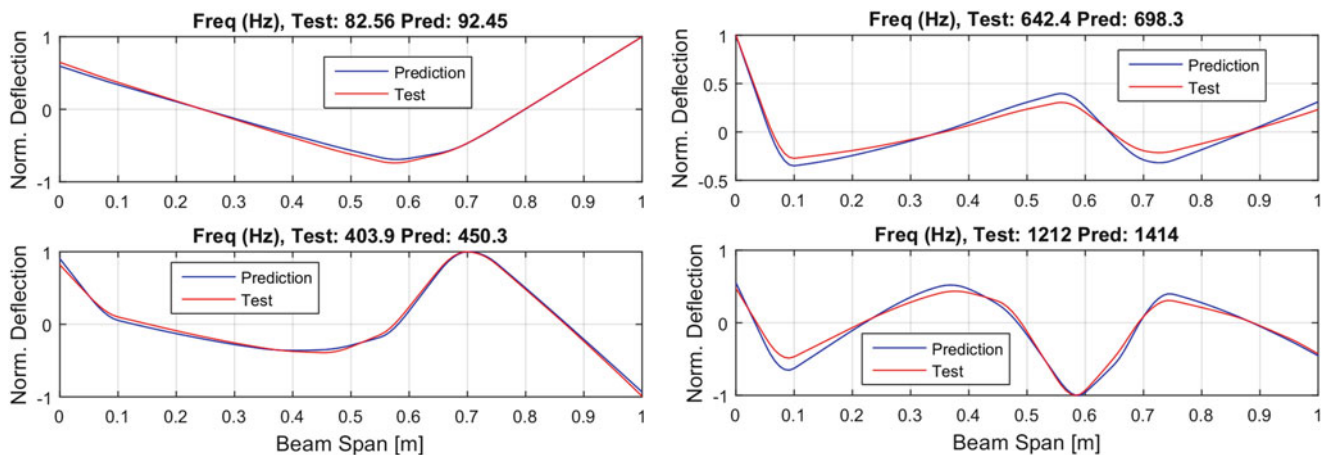 Freq (Hz), Test: 82.56 Pred: 92.45
Norm. Deflection
1
0
-1
Prediction
Test
0 0.1 0.2 0.3 0.4 0.5 0.6 0.7 0.8 0.9 1
Freq (Hz), Test: 642.4 Pred: 698.3
Norm. Deflection
1
0.5
0
-0.5
Prediction
Test
0 0.1 0.2 0.3 0.4 0.5 0.6 0.7 0.8 0.9 1
Freq (Hz), Test: 403.9 Pred: 450.3
Norm. Deflection
1
0
-1
Prediction
Test
0 0.1 0.2 0.3 0.4 0.5 0.6 0.7 0.8 0.9 1
Beam Span [m]
Freq (Hz), Test: 1212 Pred: 1414
Norm. Deflection
1
0
-1
Prediction
Test
0 0.1 0.2 0.3 0.4 0.5 0.6 0.7 0.8 0.9 1
Beam Span [m]